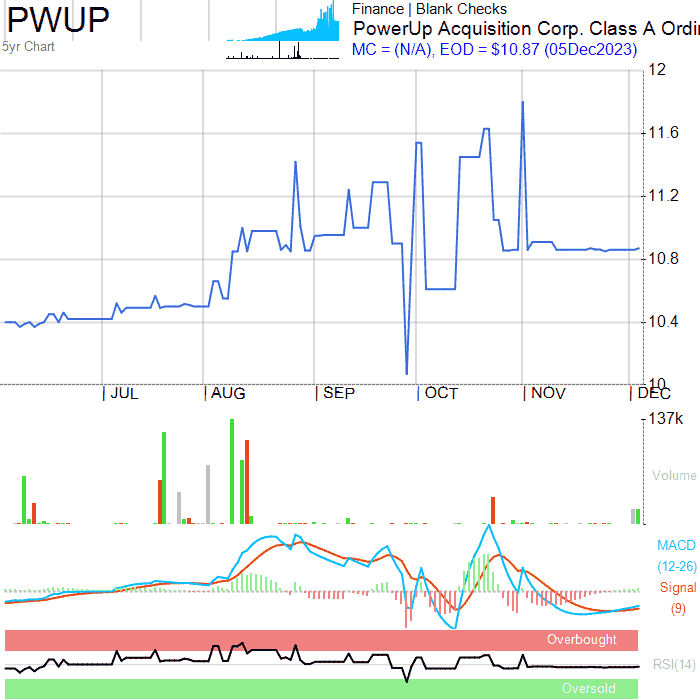 PWUP
5yr Chart
Finance | Blank Checks
PowerUp Acquisition Corp. Class A Ordi
MC = (N/A), EOD = $10.87 (05Dec2023)
12
11.6
11.2
10.8
10.4
10
JUL
AUG
SEP
OCT
NOV
DEC
137k
Volume
MACD
(12-26)
Signal
(9)
Overbought
RSI(14)
Oversold